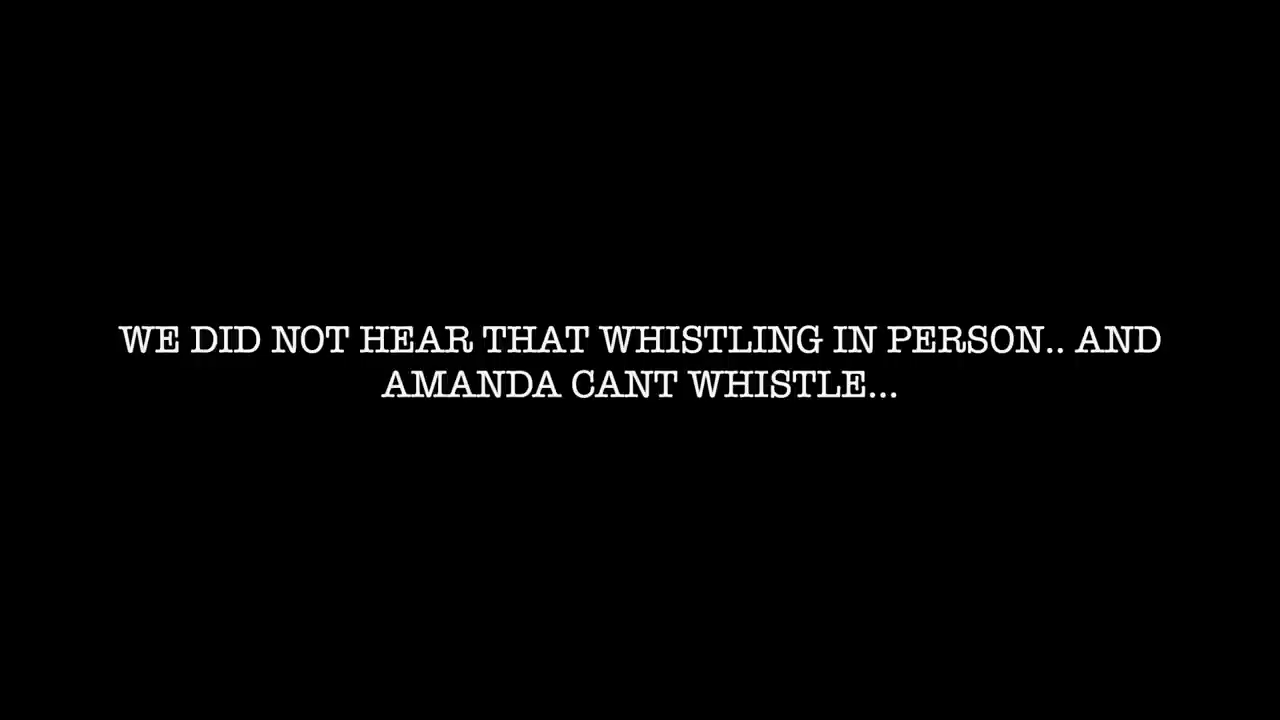 WE DID NOT HEAR THAT WHISTLING IN PERSON.. AND
AMANDA CANT WHISTLE...